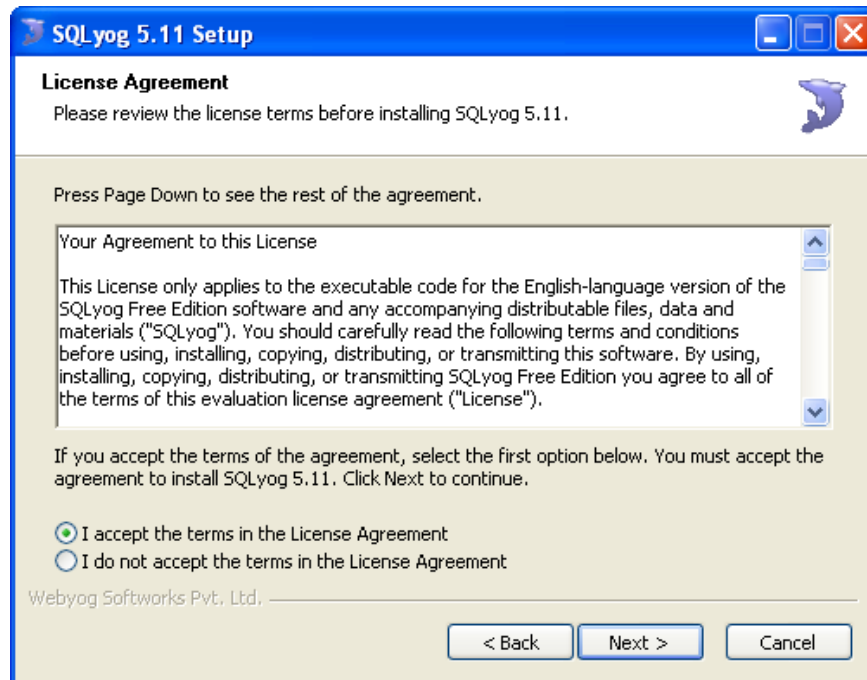 SQLyog 5.11 Setup
License Agreement
Please review the license terms before installing SQLyog 5.11.
Press Page Down to see the rest of the agreement.
Your Agreement to this License
This License only applies to the executable code for the English-language version of the
SQLyog Free Edition software and any accompanying distributable files, data and
materials ("SQLyog"). You should carefully read the following terms and conditions
before using, installing, copying, distributing, or transmitting this software. By using,
installing, copying, distributing, or transmitting SQLyog Free Edition you agree to all of
the terms of this evaluation license agreement ("License").
If you accept the terms of the agreement, select the first option below. You must accept the
agreement to install SQLyog 5.11. Click Next to continue.
I accept the terms in the License Agreement
I do not accept the terms in the License Agreement
Webyog Softworks Pvt. Ltd.
< Back Next > Cancel